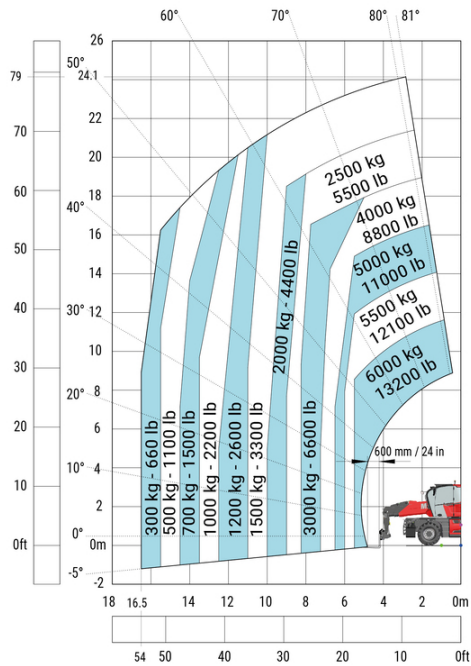 60°
70°
80°
81°
26
50°
79
24.1
70
22
20
2500 kg
5500 lb
60
18
4000 kg
8800 lb
40°
50
16
5000 kg
11000 lb
14
40
30°
12
5500 kg
12100 lb
10
30
6000 kg
13200 lb
8
20°
20
6
600 mm / 24 in
10°
4
10
2
0°
0ft
0m
-5°
-2
300 kg - 660 lb
500 kg - 1100 lb
700 kg - 1500 lb
1000 kg - 2200 lb
1200 kg - 2600 lb
1500 kg - 3300 lb
2000 kg - 4400 lb
3000 kg - 6600 lb
18 16.5 14 12 10 8 6 4 2 0m
54 50 40 30 20 10 0ft